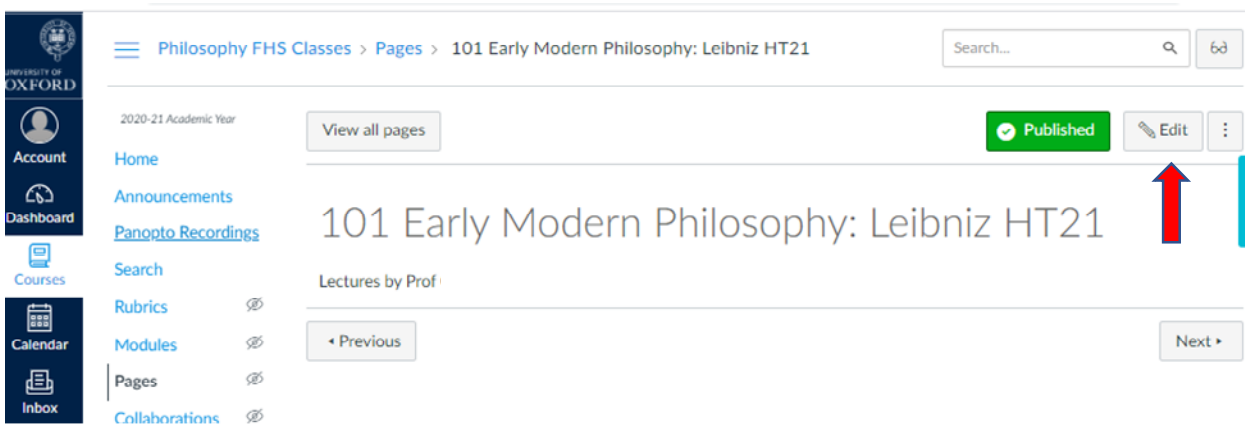 UNIVERSITY OF
OXFORD
Account
Dashboard
Courses
Calendar
Inbox
Philosophy FHS Classes > Pages > 101 Early Modern Philosophy: Leibniz HT21
Search...
2020-21 Academic Year
Home
Announcements
Panopto Recordings
Search
Rubrics
Modules
Pages
Collaborations
View all pages
Published
Edit
101 Early Modern Philosophy: Leibniz HT21
Lectures by Prof
Previous
Next